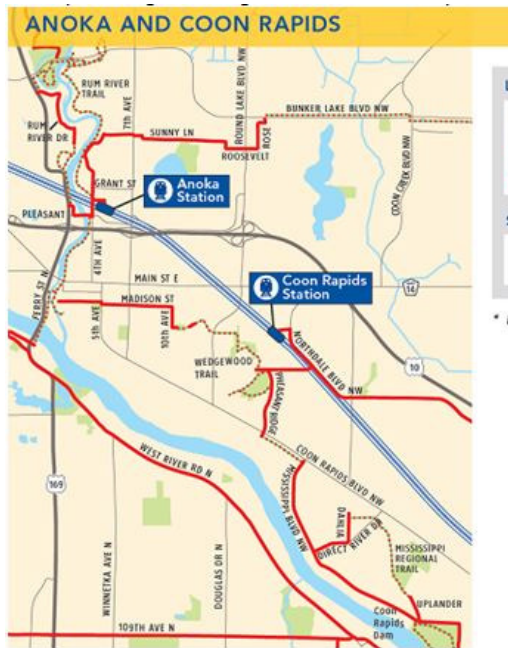 ANOKA AND COON RAPIDS
RUM RIVER
TRAIL
7TH AVE
ROUND LAKE BLVD NW
BUNKER LAKE BLVD NW
RUM
RIVER DR
SUNNY LN
ROSE
ROOSEVELT
COON CREEK BLVD NW
GRANT ST
Anoka
Station
PLEASANT
4TH AVE
MAIN ST E
Coon Rapids
Station
14
FERRY ST N
MADISON ST
5TH AVE
10TH AVE
NORTHDALE BLVD NW
WEDGEWOOD
TRAIL
PHEASANT RIDGE
10
WEST RIVER RD N
COON RAPIDS BLVD NW
169
MISSISSIPPI BLVD NW
DAHLIA
DIRECT RIVER DR
WINNETKA AVE N
DOUGLAS DR N
MISSISSIPPI
REGIONAL
TRAIL
UPLANDER
Coon
Rapids
Dam
109TH AVE N